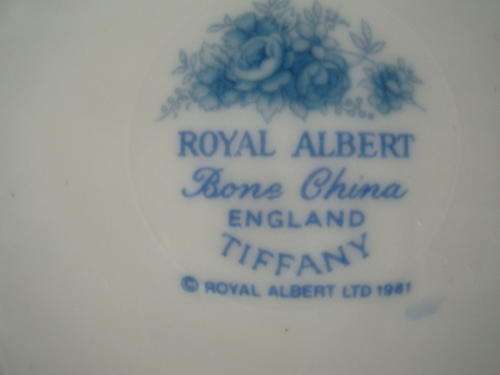 ROYAL ALBERT
Bone China
ENGLAND
TIFFANY
© ROYAL ALBERT LTD 1981